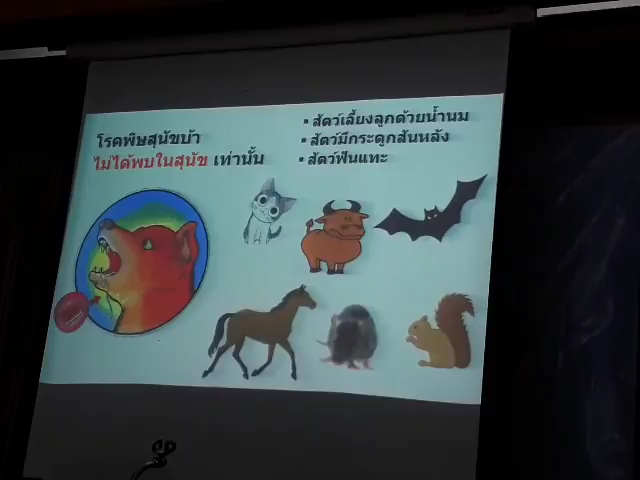 โรคพิษสุนัขบ้า
ไม่ได้พบในสุนัข เท่านั้น
▪ สัตว์เลี้ยงลูกด้วยน้ำนม
▪ สัตว์มีกระดูกสันหลัง
▪ สัตว์ฟันแทะ